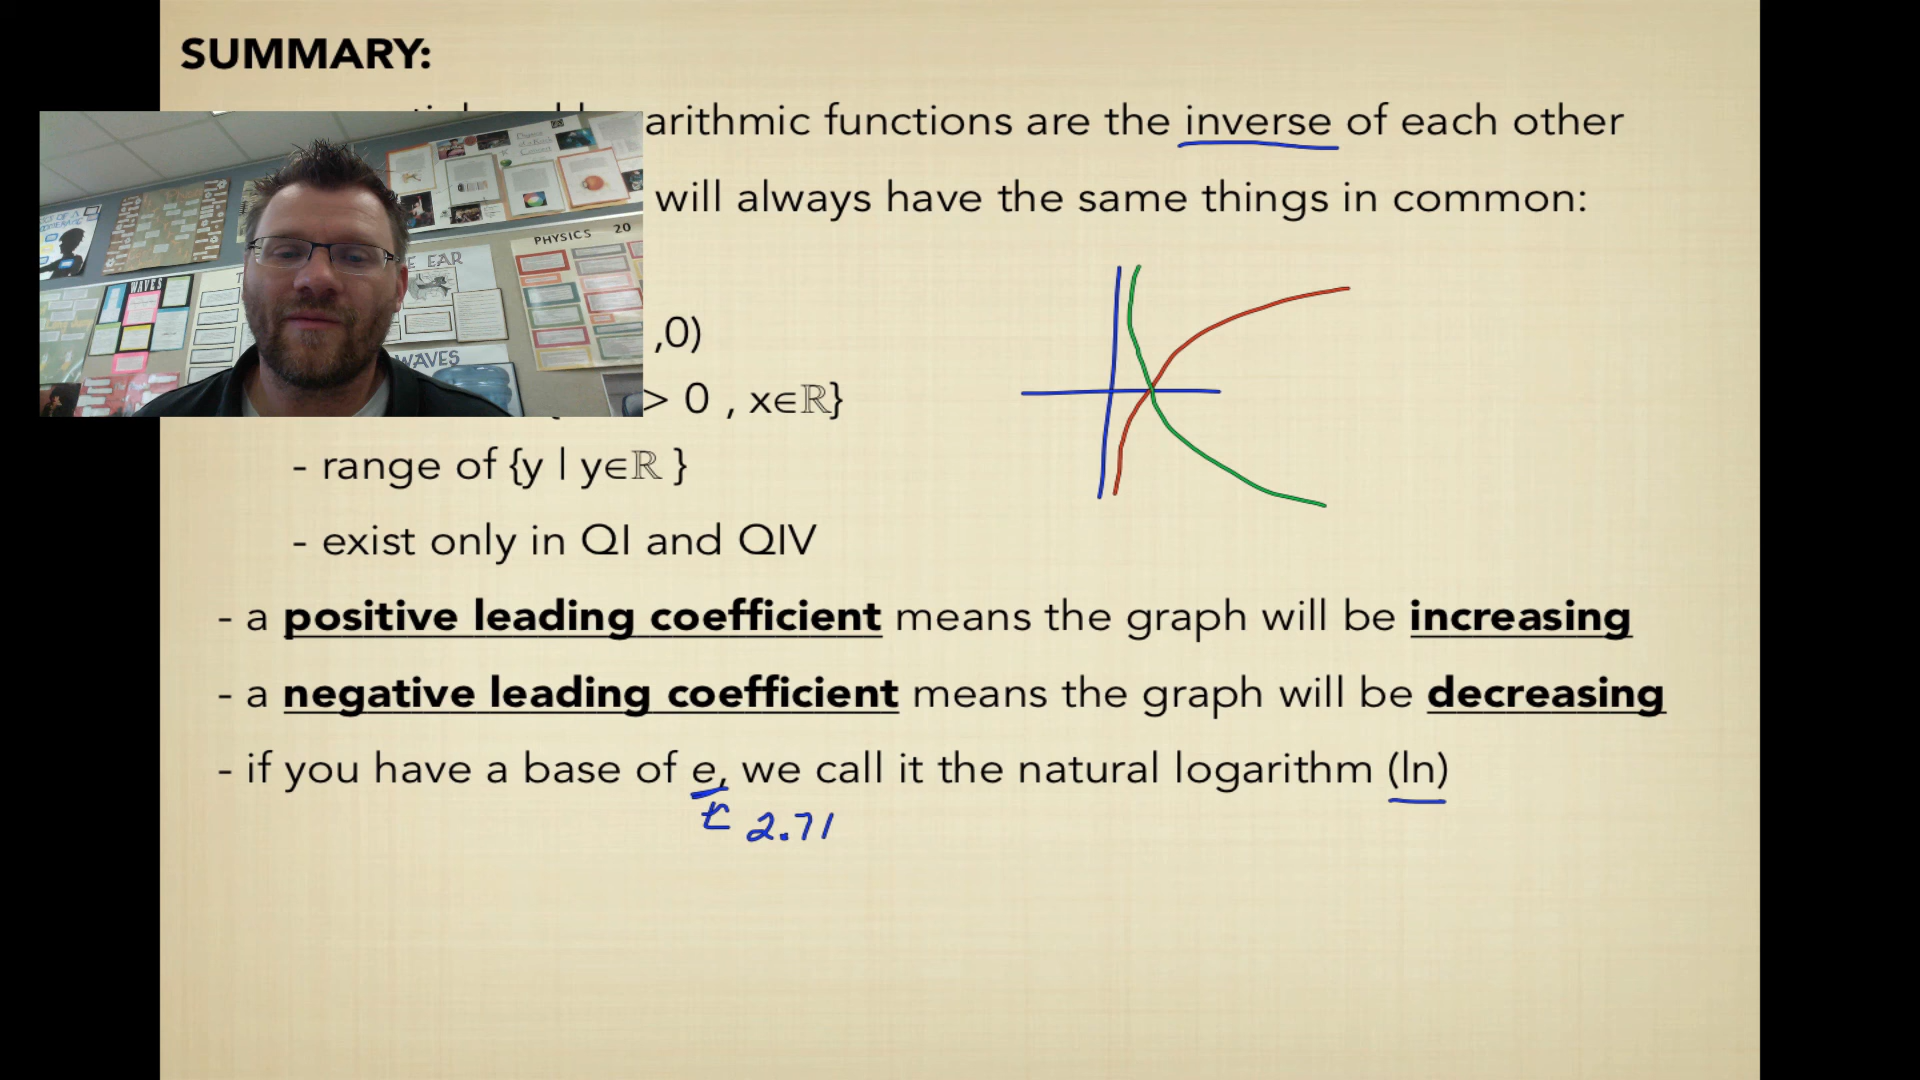 SUMMARY:
arithmic functions are the inverse of each other
will always have the same things in common:
,0)
> 0 , x∈ℝ}
- range of {y | y∈ℝ }
- exist only in QI and QIV
- a positive leading coefficient means the graph will be increasing
- a negative leading coefficient means the graph will be decreasing
- if you have a base of e, we call it the natural logarithm (ln)
2.71
PHYSICS 20
E EAR
WAVES
WAVES